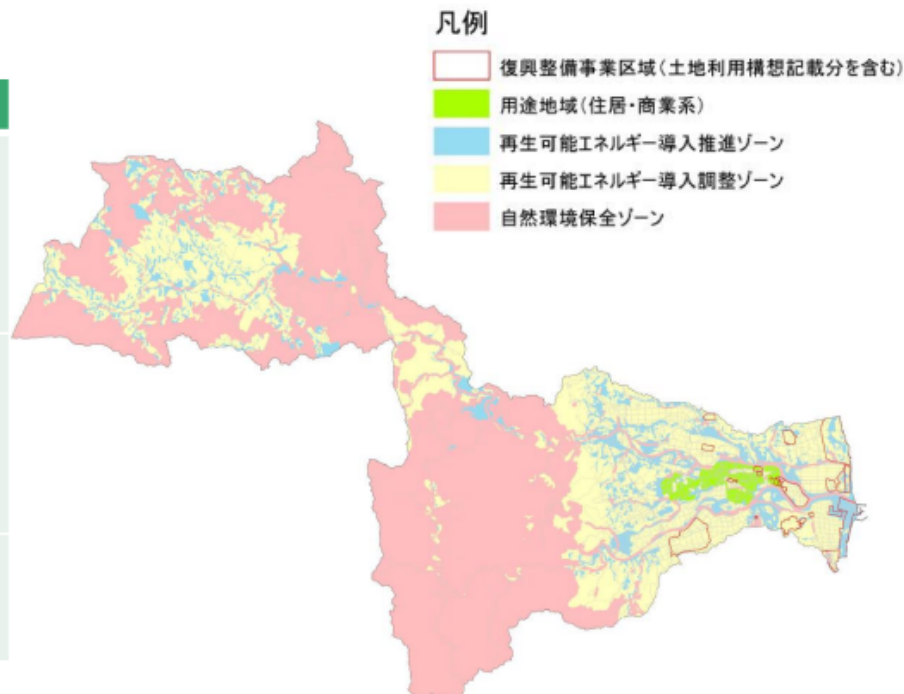 凡例
復興整備事業区域(土地利用構想記載分を含む)
用途地域(住居・商業系)
再生可能エネルギー導入推進ゾーン
再生可能エネルギー導入調整ゾーン
自然環境保全ゾーン